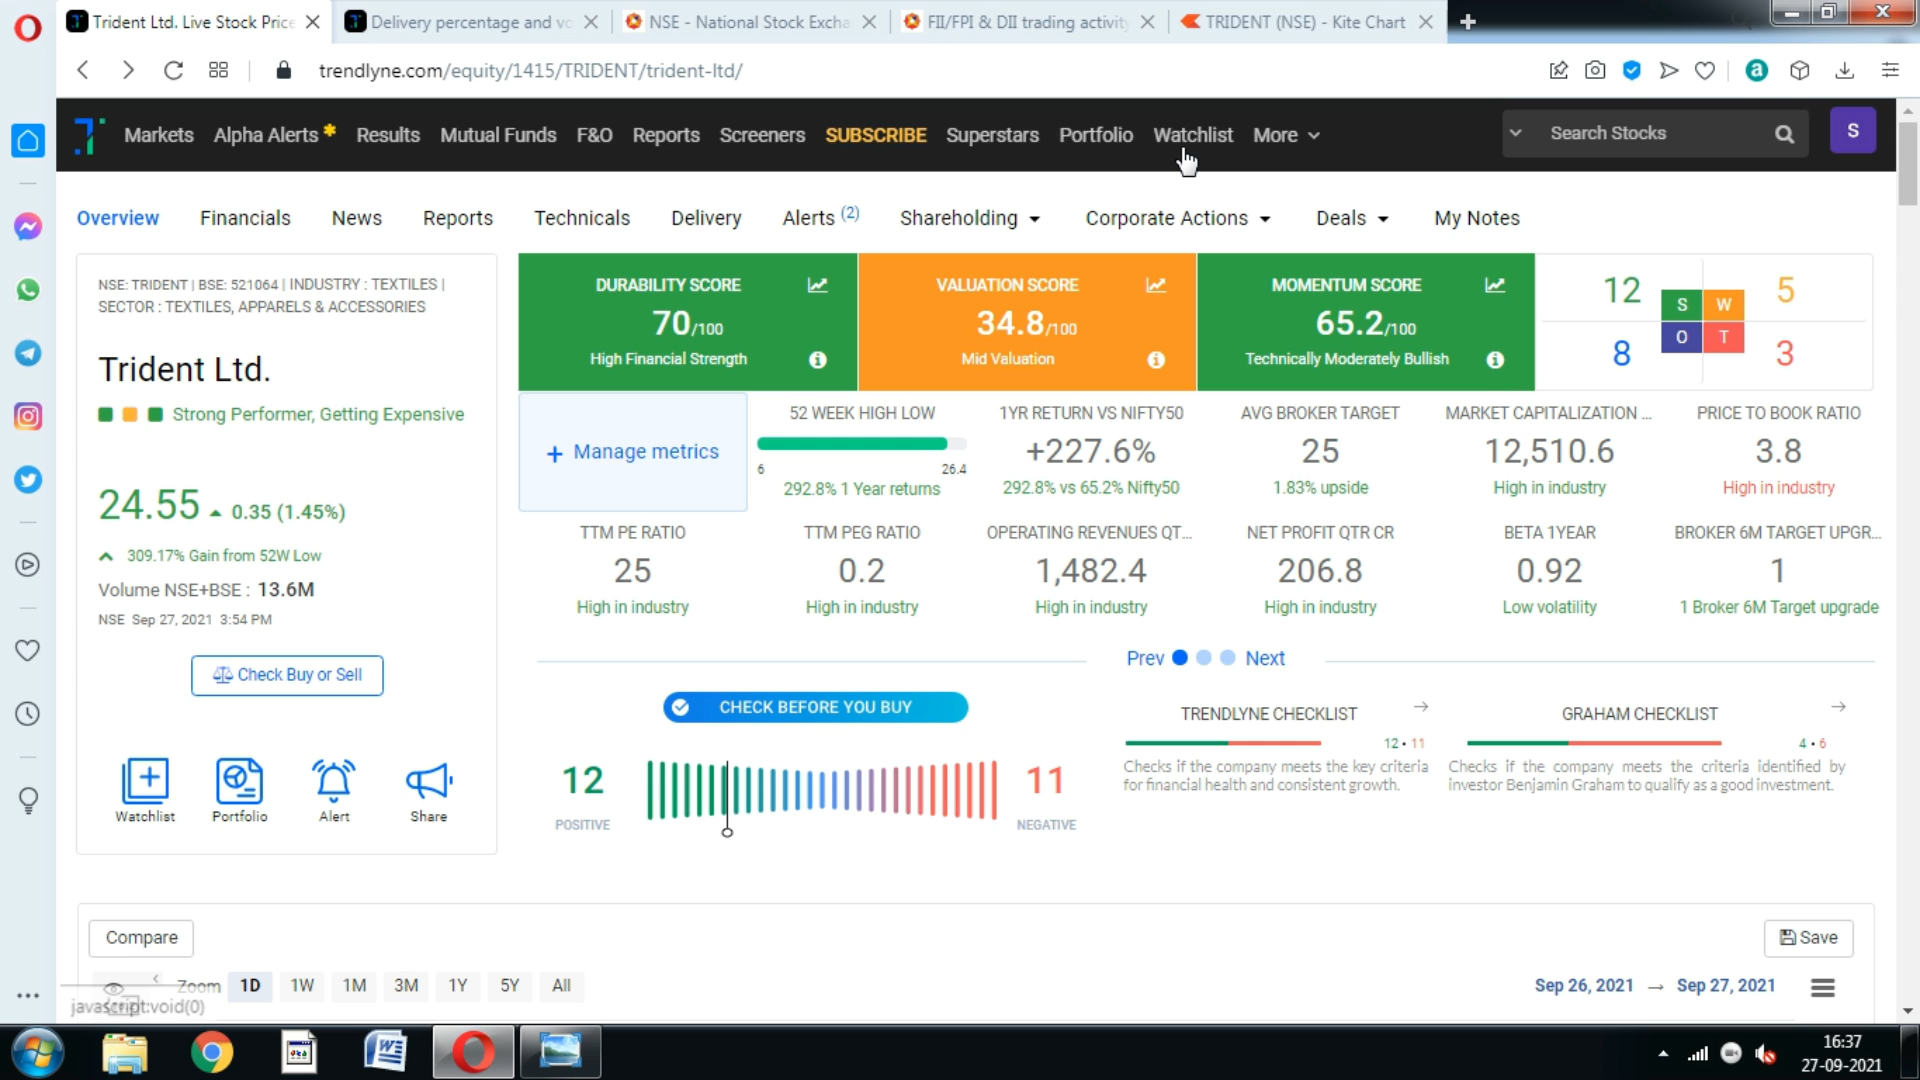 Trident Ltd. Live Stock Price
Delivery percentage and vo
NSE - National Stock Excha
FII/FPI & DII trading activity
TRIDENT (NSE) - Kite Chart
trendlyne.com/equity/1415/TRIDENT/trident-ltd/
a
Markets Alpha Alerts Results Mutual Funds F&O Reports Screeners SUBSCRIBE Superstars Portfolio Watchlist More
Search Stocks
S
Overview Financials News Reports Technicals Delivery Alerts (2) Shareholding Corporate Actions Deals My Notes
NSE: TRIDENT | BSE: 521064 | INDUSTRY : TEXTILES |
SECTOR : TEXTILES, APPARELS & ACCESSORIES
Trident Ltd.
Strong Performer, Getting Expensive
24.55 0.35 (1.45%)
309.17% Gain from 52W Low
Volume NSE+BSE : 13.6M
NSE Sep 27, 2021 3:54 PM
Check Buy or Sell
Watchlist Portfolio Alert Share
DURABILITY SCORE
70/100
High Financial Strength
VALUATION SCORE
34.8/100
Mid Valuation
MOMENTUM SCORE
65.2/100
Technically Moderately Bullish
12 S W 5
8 O T 3
+ Manage metrics
52 WEEK HIGH LOW
6 26.4
292.8% 1 Year returns
1YR RETURN VS NIFTY50
+227.6%
292.8% vs 65.2% Nifty50
AVG BROKER TARGET
25
1.83% upside
MARKET CAPITALIZATION ...
12,510.6
High in industry
PRICE TO BOOK RATIO
3.8
High in industry
TTM PE RATIO
25
High in industry
TTM PEG RATIO
0.2
High in industry
OPERATING REVENUES QT...
1,482.4
High in industry
NET PROFIT QTR CR
206.8
High in industry
BETA 1YEAR
0.92
Low volatility
BROKER 6M TARGET UPGR...
1
1 Broker 6M Target upgrade
Prev Next
CHECK BEFORE YOU BUY
12
POSITIVE
11
NEGATIVE
TRENDLYNE CHECKLIST
12 • 11
Checks if the company meets the key criteria
for financial health and consistent growth.
GRAHAM CHECKLIST
4 • 6
Checks if the company meets the criteria identified by
investor Benjamin Graham to qualify as a good investment.
Compare
Save
Zoom 1D 1W 1M 3M 1Y 5Y All
Sep 26, 2021 → Sep 27, 2021
javascript:void(0)
16:37
27-09-2021